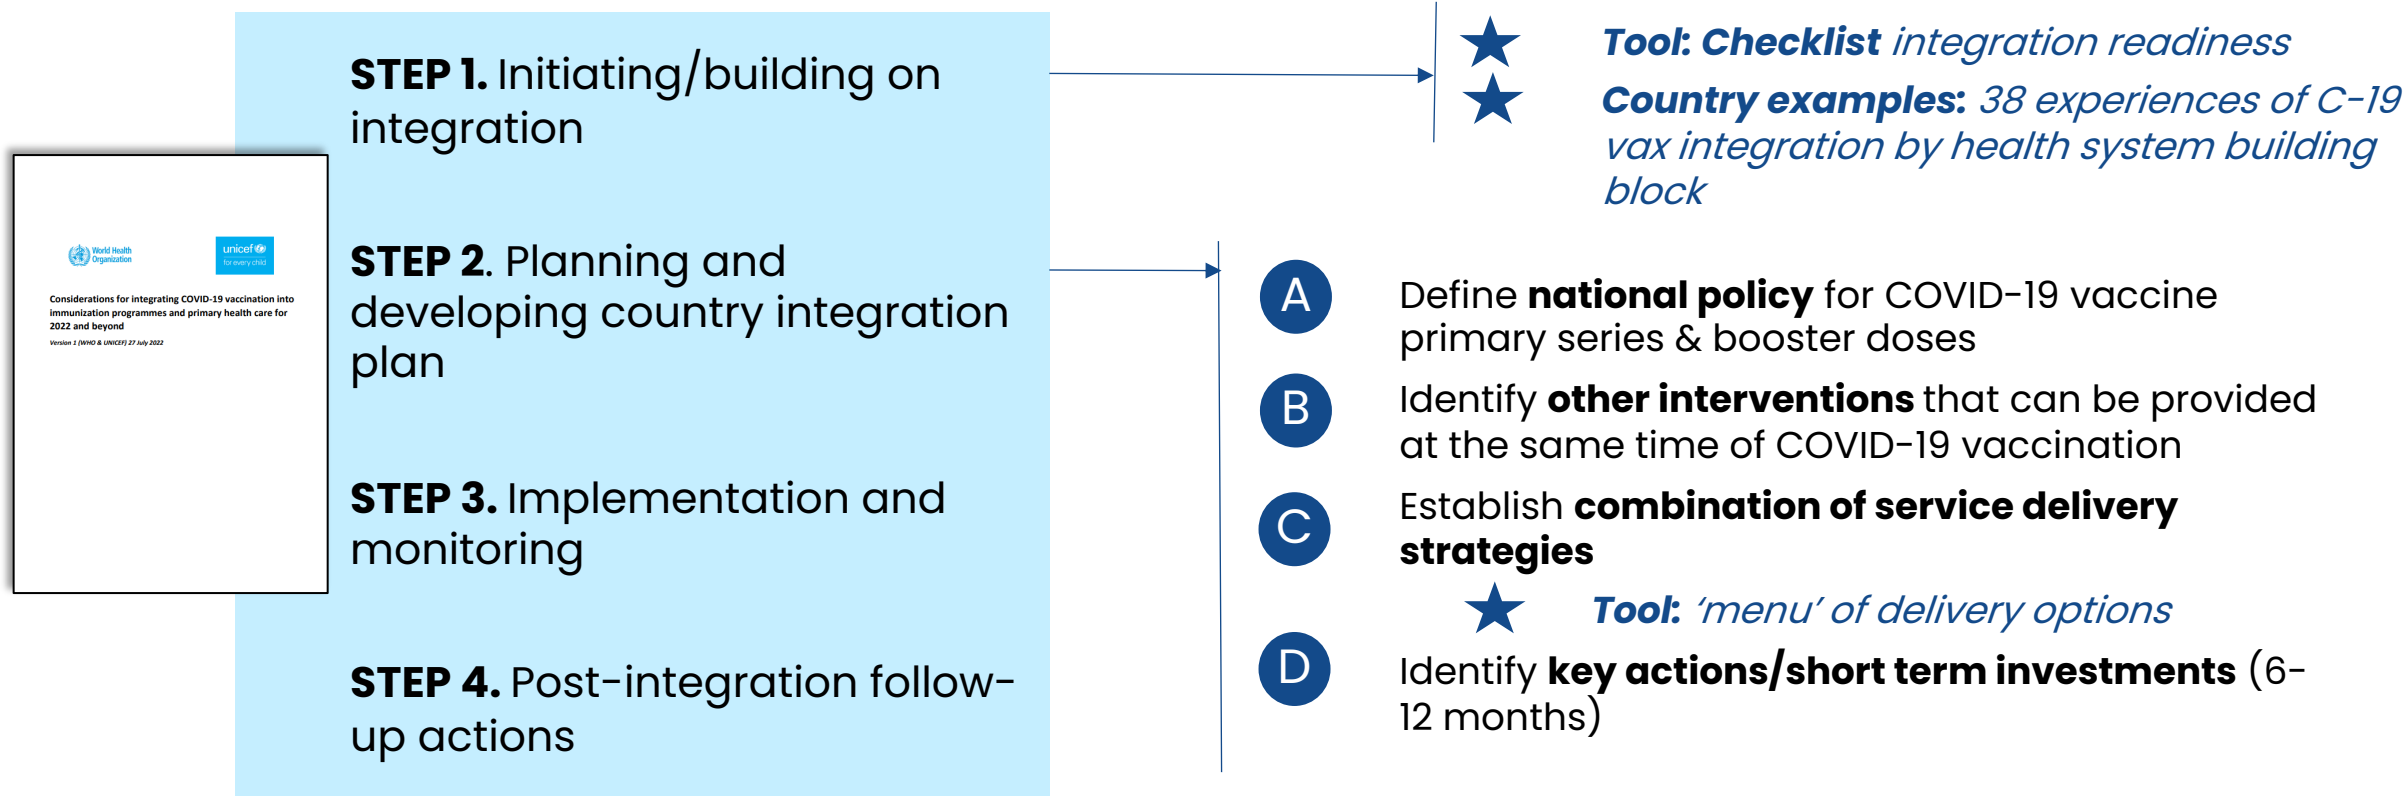 World Health
Organization
unicef
for every child
Considerations for integrating COVID-19 vaccination into
immunization programmes and primary health care for
2022 and beyond
Version 1 (WHO & UNICEF) 27 July 2022
STEP 1. Initiating/building on
integration
STEP 2. Planning and
developing country integration
plan
STEP 3. Implementation and
monitoring
STEP 4. Post-integration follow-
up actions
Tool: Checklist integration readiness
Country examples: 38 experiences of C-19
vax integration by health system building
block
A
Define national policy for COVID-19 vaccine
primary series & booster doses
B
Identify other interventions that can be provided
at the same time of COVID-19 vaccination
C
Establish combination of service delivery
strategies
Tool: ‘menu’ of delivery options
D
Identify key actions/short term investments (6-
12 months)